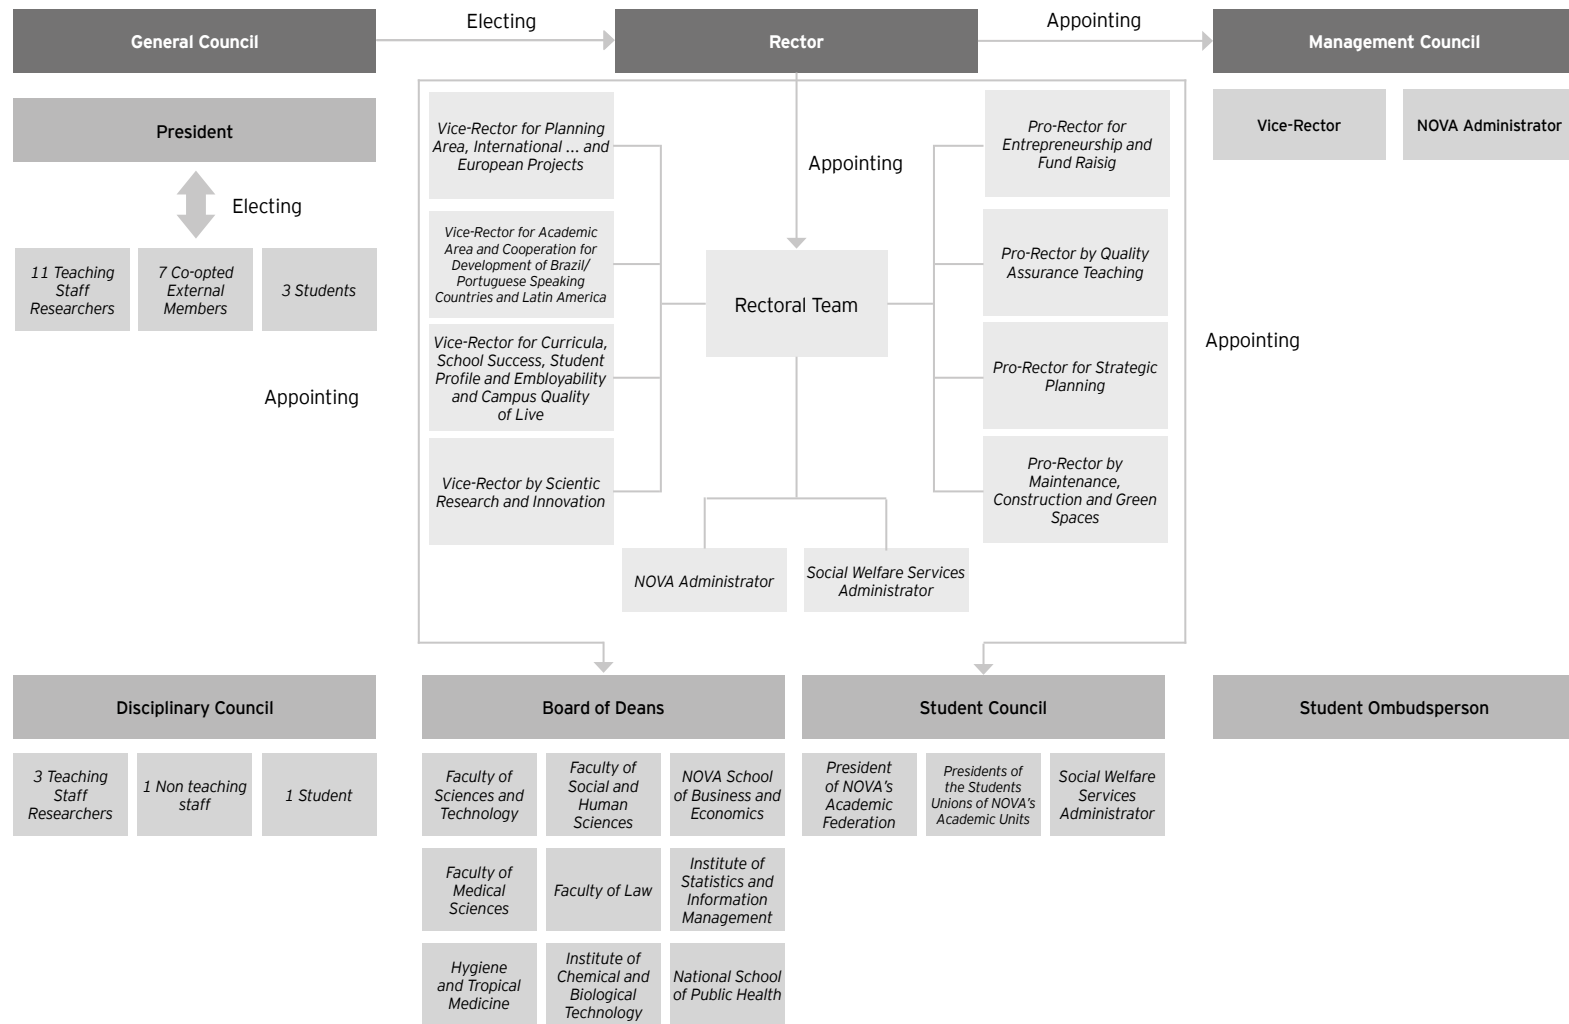 Electing
Appointing
General Council
Rector
Management Council
President
Electing
11 Teaching
Staff
Researchers
7 Co-opted
External
Members
3 Students
Appointing
Vice-Rector for Planning
Area, International ... and
European Projects
Vice-Rector for Academic
Area and Cooperation for
Development of Brazil/
Portuguese Speaking
Countries and Latin America
Vice-Rector for Curricula,
School Success, Student
Profile and Embloyability
and Campus Quality
of Live
Vice-Rector by Scientic
Research and Innovation
Appointing
Rectoral Team
NOVA Administrator
Social Welfare Services
Administrator
Pro-Rector for
Entrepreneurship and
Fund Raisig
Pro-Rector by Quality
Assurance Teaching
Pro-Rector for Strategic
Planning
Pro-Rector by
Maintenance,
Construction and Green
Spaces
Appointing
Vice-Rector
NOVA Administrator
Disciplinary Council
3 Teaching
Staff
Researchers
1 Non teaching
staff
1 Student
Board of Deans
Faculty of
Sciences and
Technology
Faculty of
Social and
Human
Sciences
NOVA School
of Business and
Economics
Faculty of
Medical
Sciences
Faculty of Law
Institute of
Statistics and
Information
Management
Hygiene
and Tropical
Medicine
Institute of
Chemical and
Biological
Technology
National School
of Public Health
Student Council
President
of NOVA's
Academic
Federation
Presidents of
the Students
Unions of NOVA's
Academic Units
Social Welfare
Services
Administrator
Student Ombudsperson